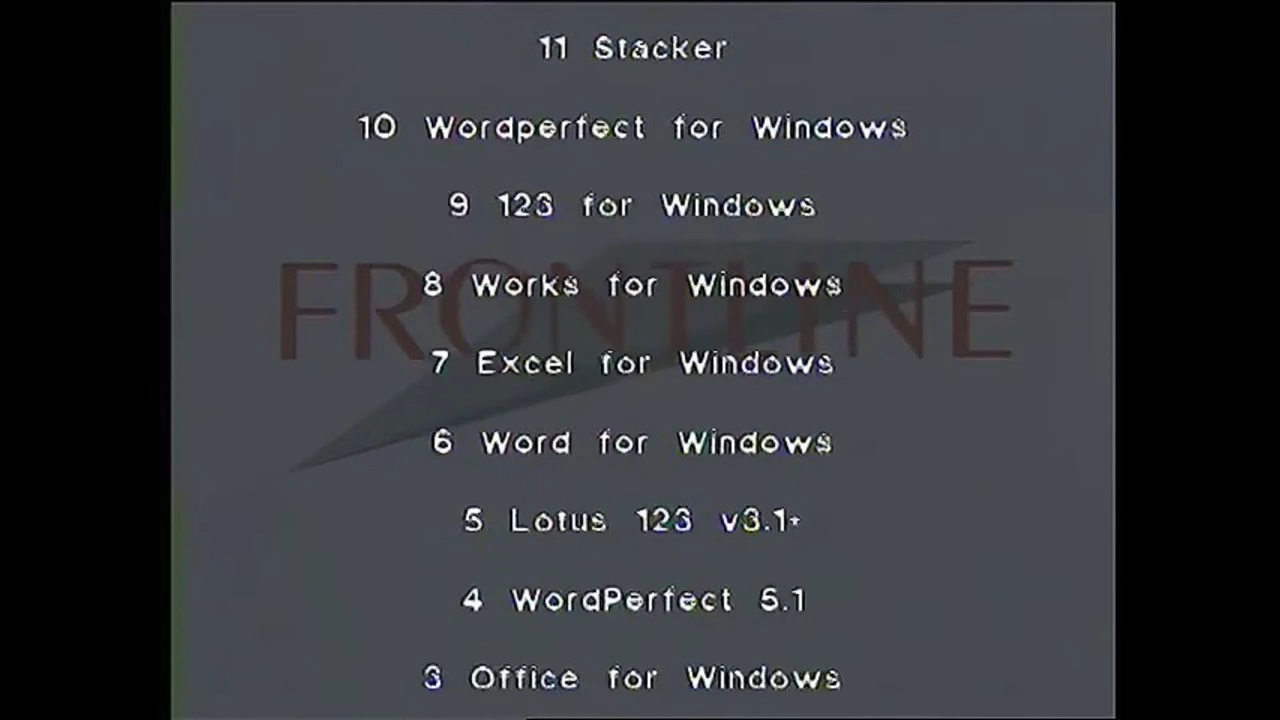 11 Stacker
10 Wordperfect for Windows
9 123 for Windows
8 Works for Windows
FRONTLINE
7 Excel for Windows
6 Word for Windows
5 Lotus 123 v3.1+
4 WordPerfect 5.1
3 Office for Windows